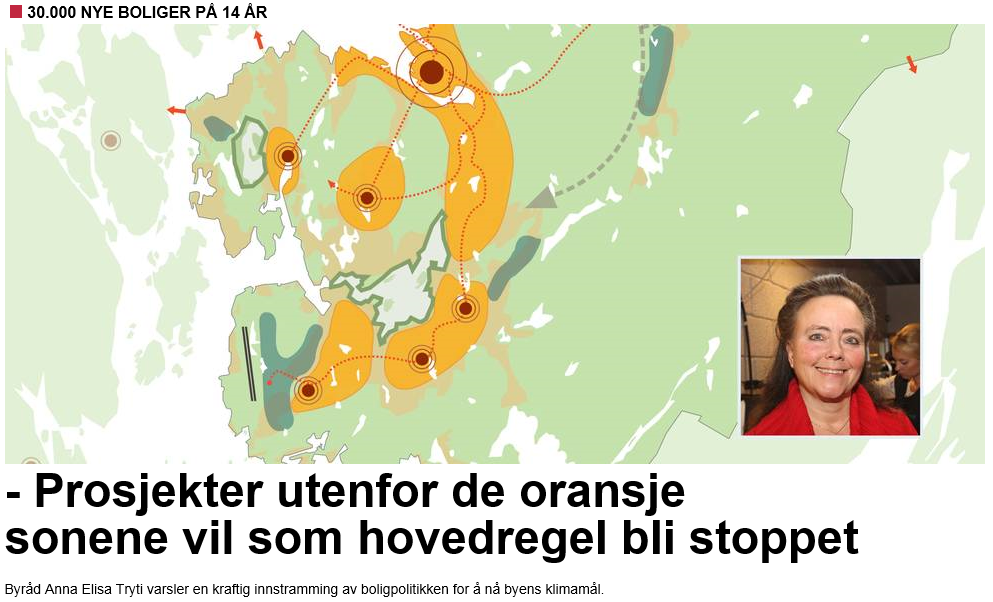 30.000 NYE BOLIGER PÅ 14 ÅR
- Prosjekter utenfor de oransje
sonene vil som hovedregel bli stoppet
Byråd Anna Elisa Tryti varsler en kraftig innstramming av boligpolitikken for å nå byens klimamål.